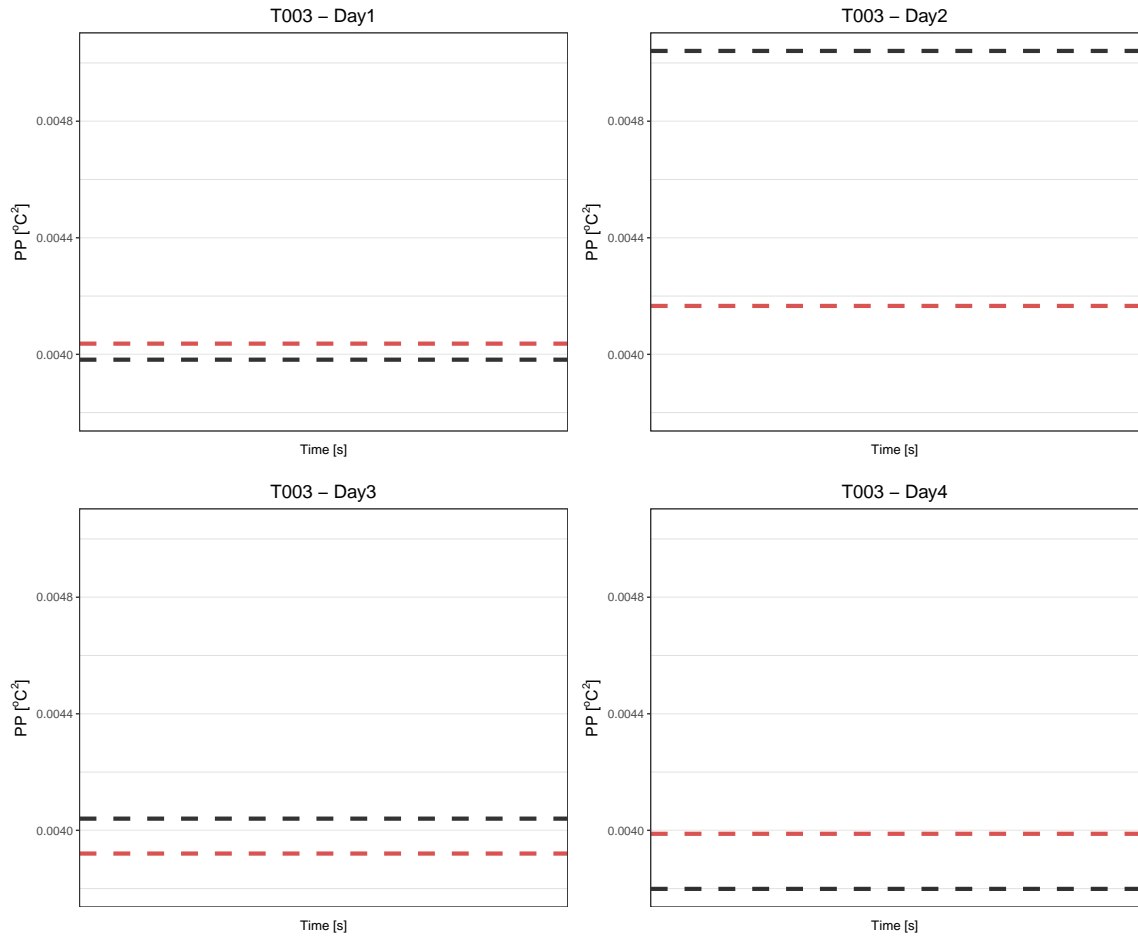 T003 – Day1
0.0048
0.0044
0.0040
PP [°C²]
Time [s]
T003 – Day2
0.0048
0.0044
0.0040
PP [°C²]
Time [s]
T003 – Day3
0.0048
0.0044
0.0040
PP [°C²]
Time [s]
T003 – Day4
0.0048
0.0044
0.0040
PP [°C²]
Time [s]